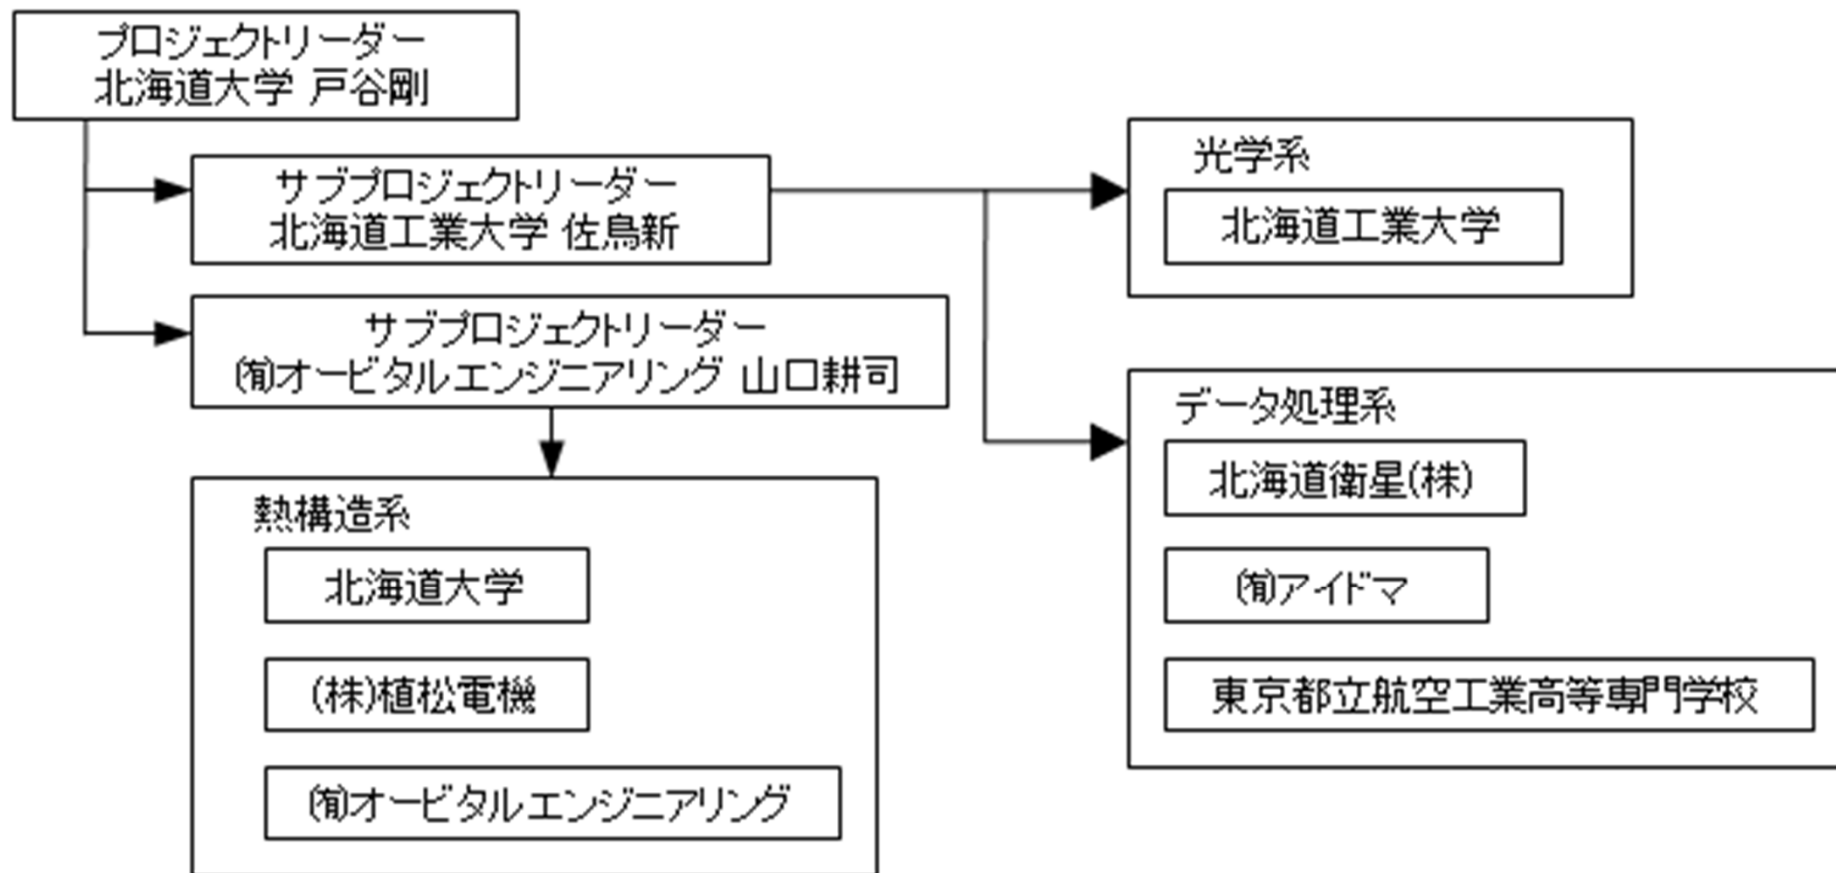 プロジェクトリーダー
北海道大学 戸谷剛
サブプロジェクトリーダー
北海道工業大学 佐鳥新
サブプロジェクトリーダー
㈲オービタルエンジニアリング 山口耕司
熱構造系
北海道大学
(株)植松電機
㈲オービタルエンジニアリング
光学系
北海道工業大学
データ処理系
北海道衛星(株)
㈲アイドマ
東京都立航空工業高等専門学校